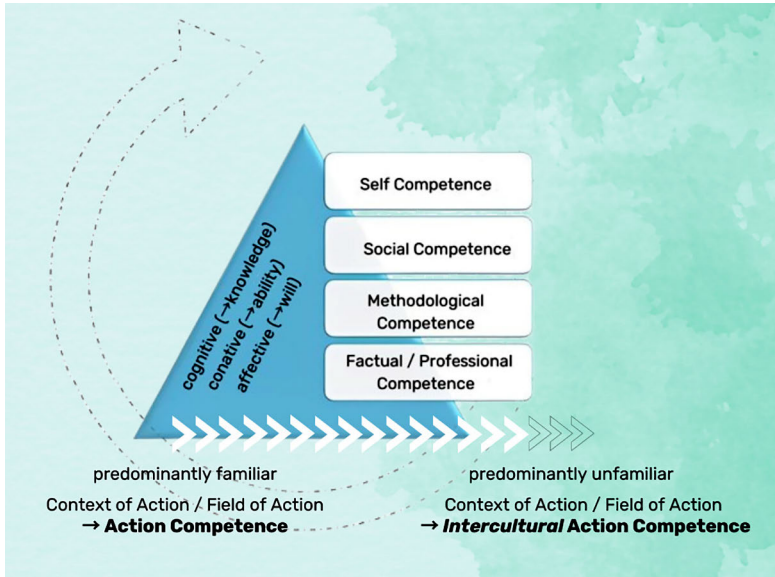 Self Competence
Social Competence
Methodological
Competence
Factual / Professional
Competence
cognitive (→knowledge)
conative (→ability)
affective (→will)
predominantly familiar
Context of Action / Field of Action
→ Action Competence
predominantly unfamiliar
Context of Action / Field of Action
→ Intercultural Action Competence